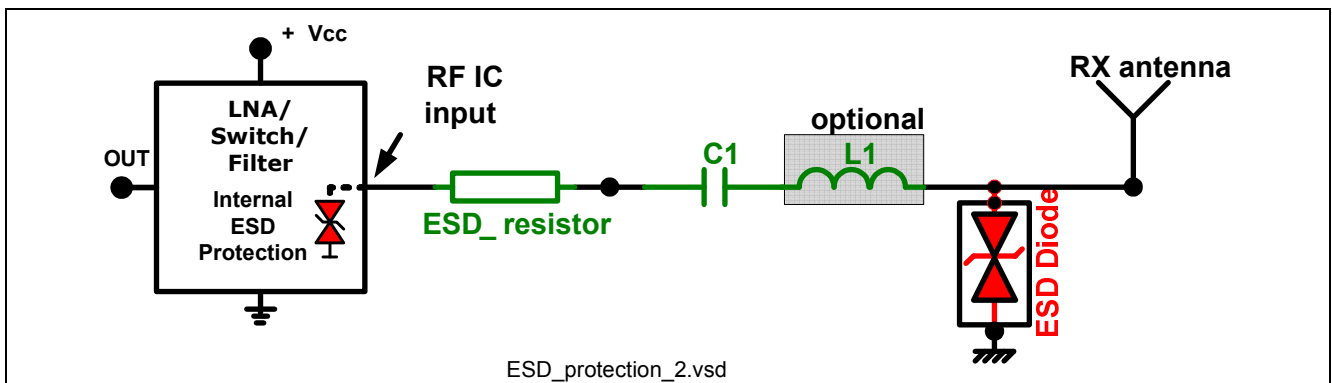 + Vcc
LNA/
Switch/
Filter
OUT
Internal
ESD
Protection
RF IC
input
ESD_ resistor
C1
optional
L1
RX antenna
ESD Diode
ESD_protection_2.vsd